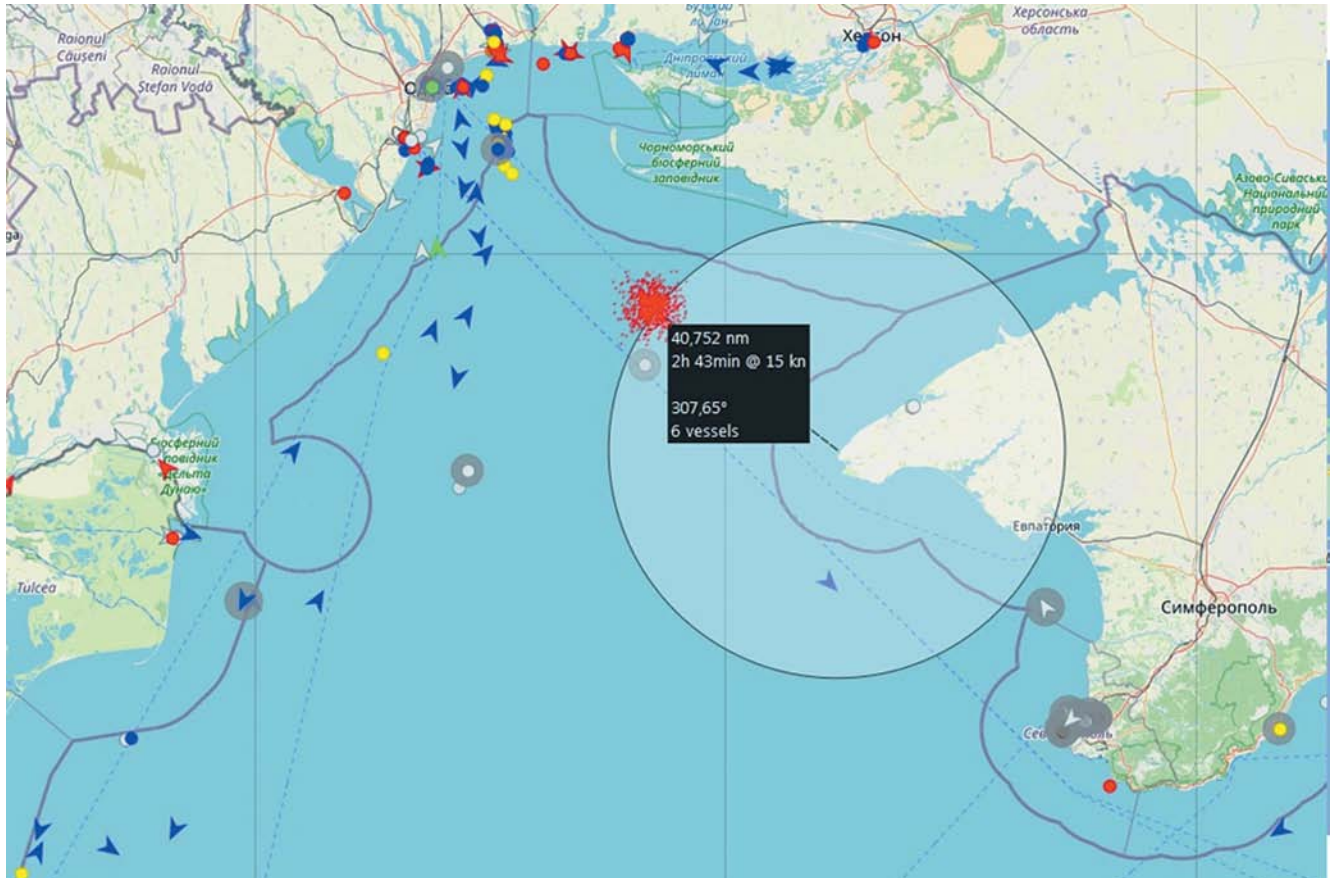 Raionul
Căușeni
Raionul
Ștefan Vodă
Херсонська
область
Дніпровський
лиман
Чорноморський
біосферний
заповідник
Азово-Сиваський
Національний
природний
парк
40,752 nm
2h 43min @ 15 kn
307,65°
6 vessels
Дунаю»
Tulcea
Евпатория
Симферополь